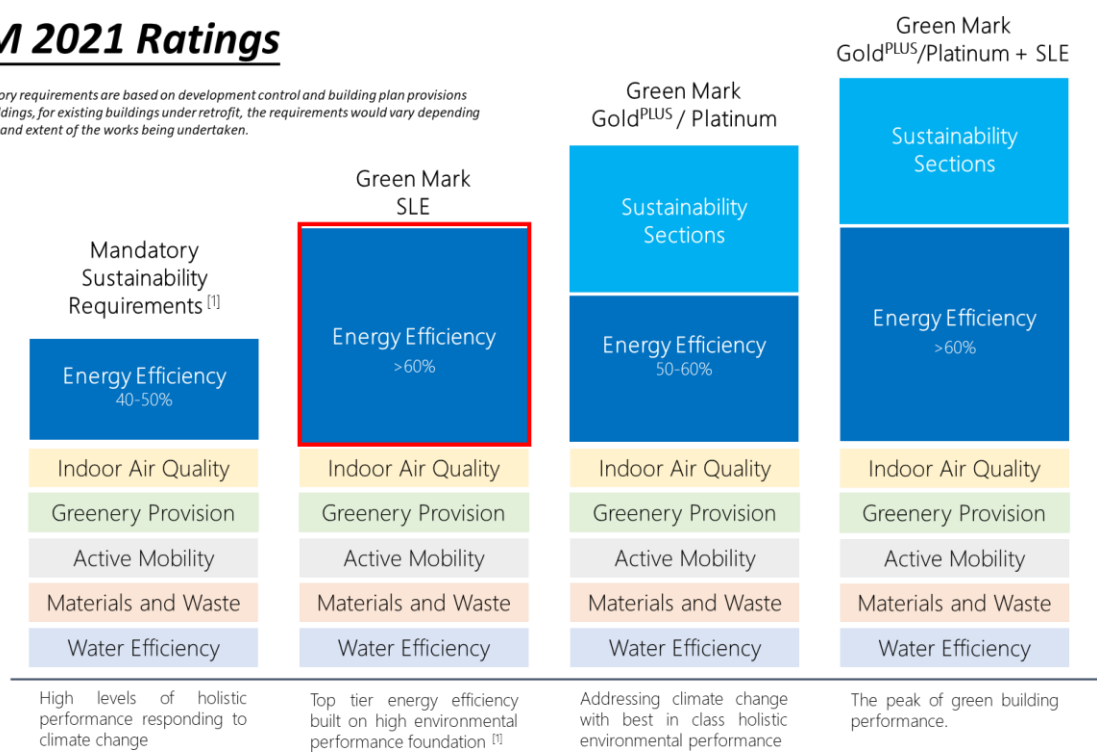 M 2021 Ratings
ory requirements are based on development control and building plan provisions
ldings, for existing buildings under retrofit, the requirements would vary depending
and extent of the works being undertaken.
Mandatory
Sustainability
Requirements [1]
Energy Efficiency
40-50%
Indoor Air Quality
Greenery Provision
Active Mobility
Materials and Waste
Water Efficiency
High levels of holistic
performance responding to
climate change
Green Mark
SLE
Energy Efficiency
>60%
Indoor Air Quality
Greenery Provision
Active Mobility
Materials and Waste
Water Efficiency
Top tier energy efficiency
built on high environmental
performance foundation [1]
Green Mark
GoldPLUS / Platinum
Sustainability
Sections
Energy Efficiency
50-60%
Indoor Air Quality
Greenery Provision
Active Mobility
Materials and Waste
Water Efficiency
Addressing climate change
with best in class holistic
environmental performance
Green Mark
GoldPLUS/Platinum + SLE
Sustainability
Sections
Energy Efficiency
>60%
Indoor Air Quality
Greenery Provision
Active Mobility
Materials and Waste
Water Efficiency
The peak of green building
performance.